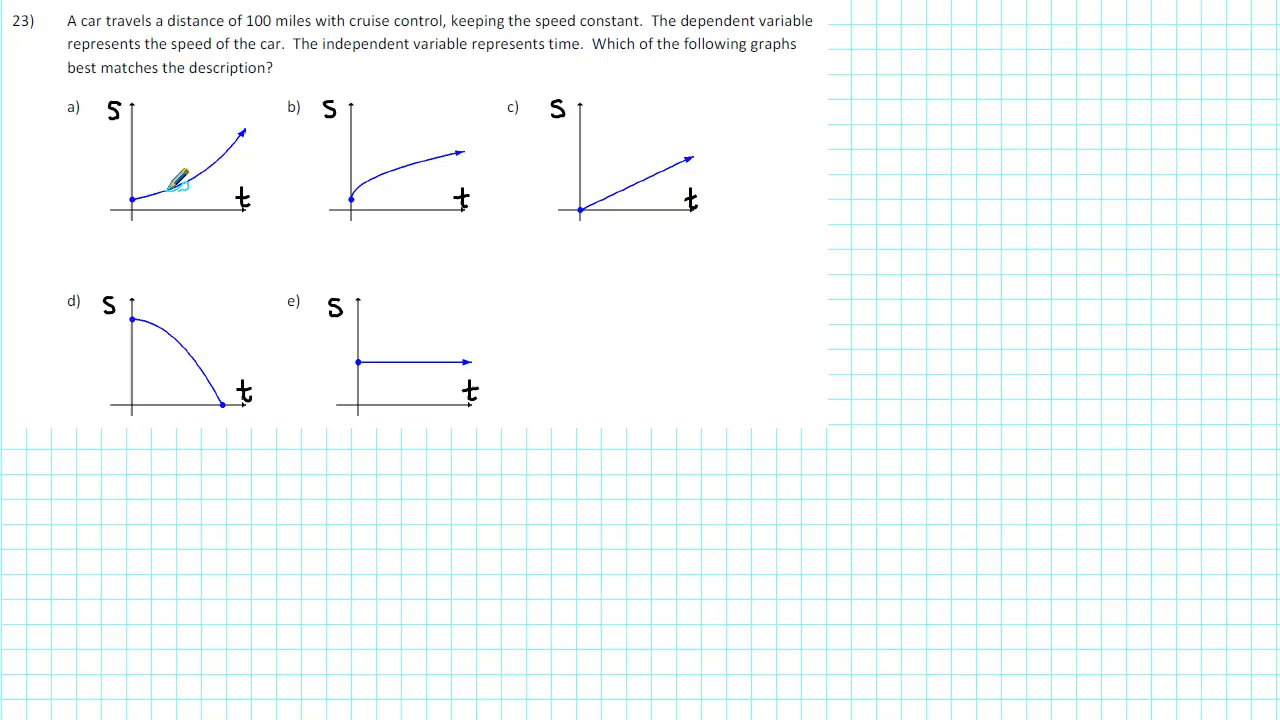 23) A car travels a distance of 100 miles with cruise control, keeping the speed constant. The dependent variable
represents the speed of the car. The independent variable represents time. Which of the following graphs
best matches the description?
a) S t
b) S t
c) S t
d) S t
e) S t